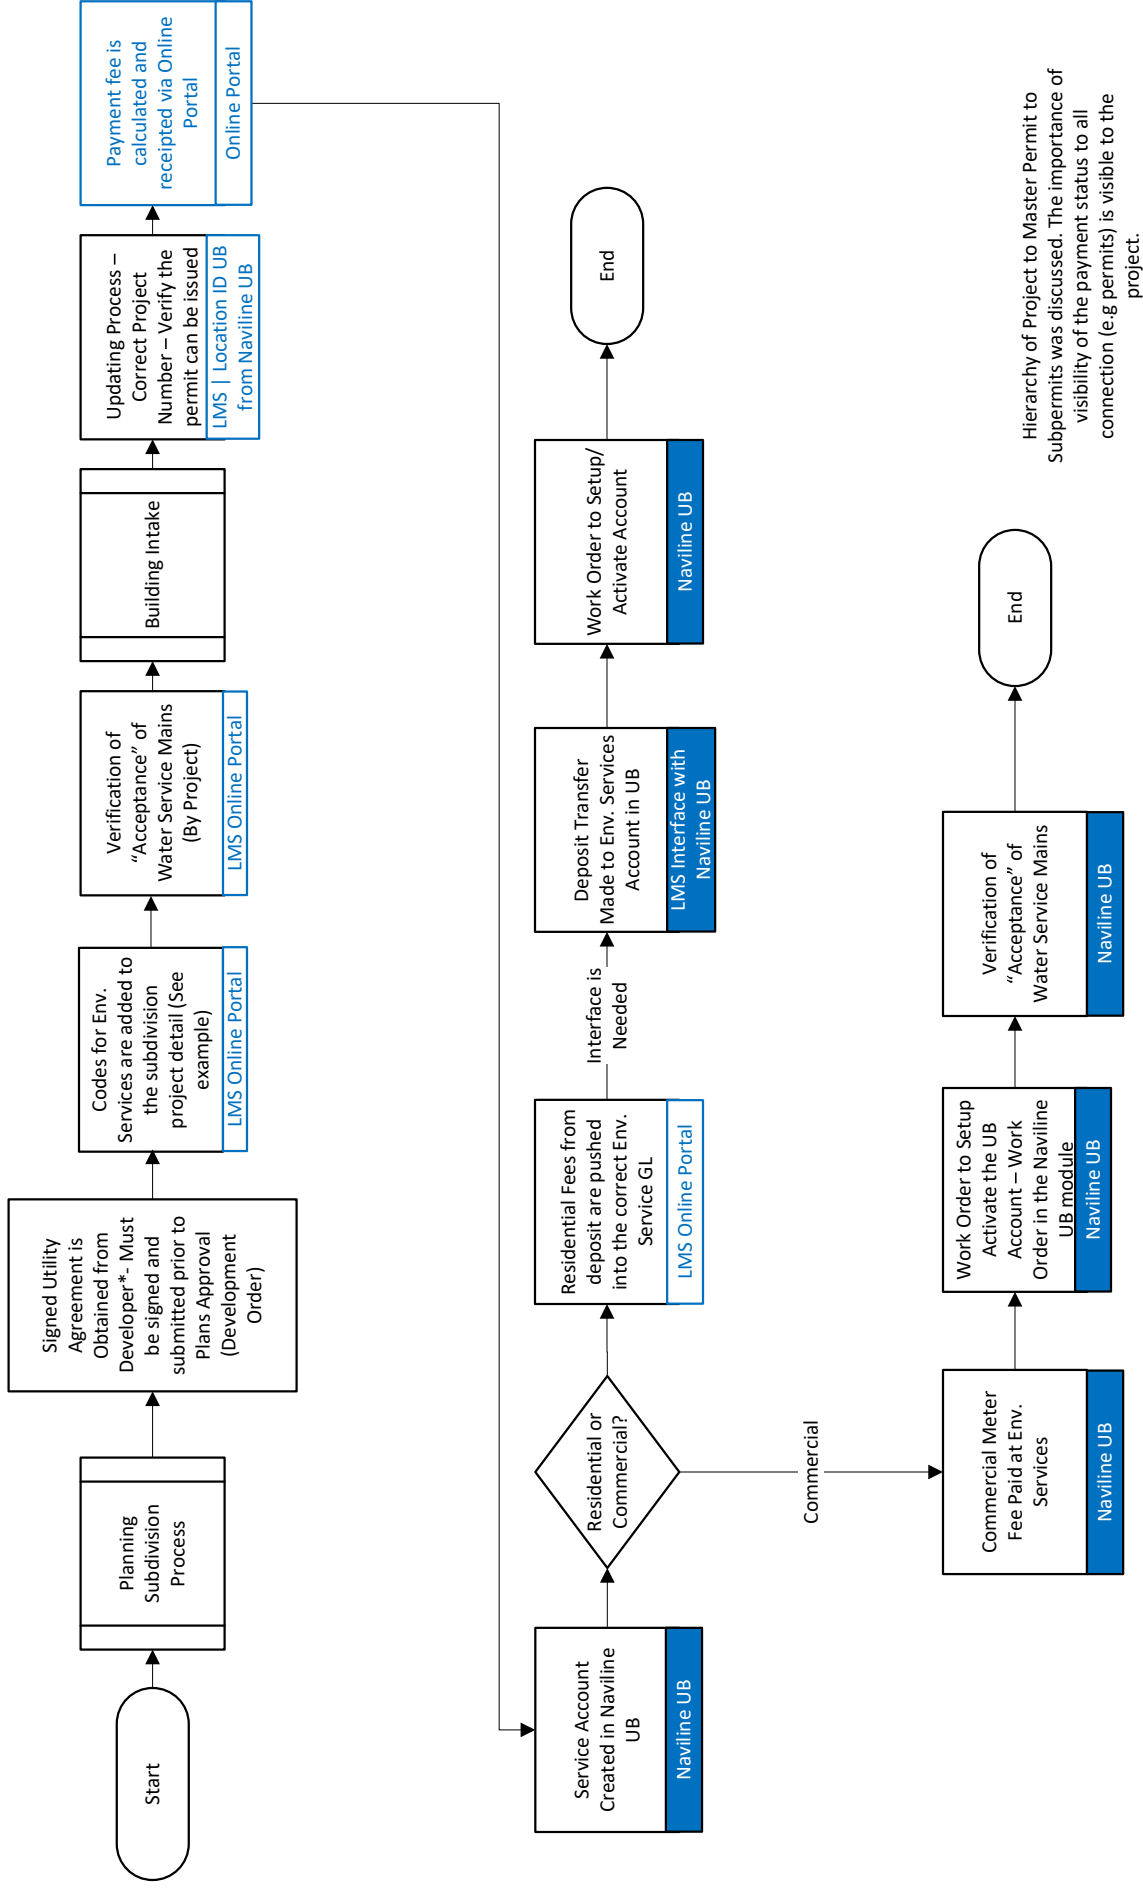 Start
Planning
Subdivision
Process
Signed Utility
Agreement is
Obtained from
Developer*- Must
be signed and
submitted prior to
Plans Approval
(Development
Order)
Codes for Env.
Services are added to
the subdivision
project detail (See
example)
LMS Online Portal
Verification of
“Acceptance” of
Water Service Mains
(By Project)
LMS Online Portal
Building Intake
Updating Process –
Correct Project
Number – Verify the
permit can be issued
LMS | Location ID UB
from Naviline UB
Payment fee is
calculated and
receipted via Online
Portal
Online Portal
Service Account
Created in Naviline
UB
Naviline UB
Residential or
Commercial?
Residential Fees from
deposit are pushed
into the correct Env.
Service GL
LMS Online Portal
Interface is
Needed
Deposit Transfer
Made to Env. Services
Account in UB
LMS Interface with
Naviline UB
Work Order to Setup/
Activate Account
Naviline UB
End
Commercial
Commercial Meter
Fee Paid at Env.
Services
Naviline UB
Work Order to Setup
Activate the UB
Account – Work
Order in the Naviline
UB module
Naviline UB
Verification of
“Acceptance” of
Water Service Mains
Naviline UB
End
Hierarchy of Project to Master Permit to
Subpermits was discussed. The importance of
visibility of the payment status to all
connection (e.g permits) is visible to the
project.